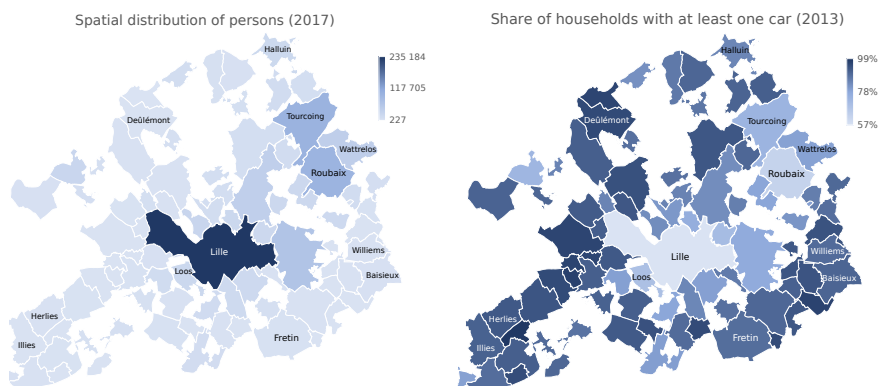 Spatial distribution of persons (2017)
Halluin
235 184
117 705
227
Deûlémont
Tourcoing
Wattrelos
Roubaix
Lille
Willems
Loos
Baisieux
Herlies
Fretin
Illies
Share of households with at least one car (2013)
Halluin
99%
78%
57%
Deûlémont
Tourcoing
Wattrelos
Roubaix
Willems
Lille
Loos
Baisieux
Herlies
Fretin
Illies